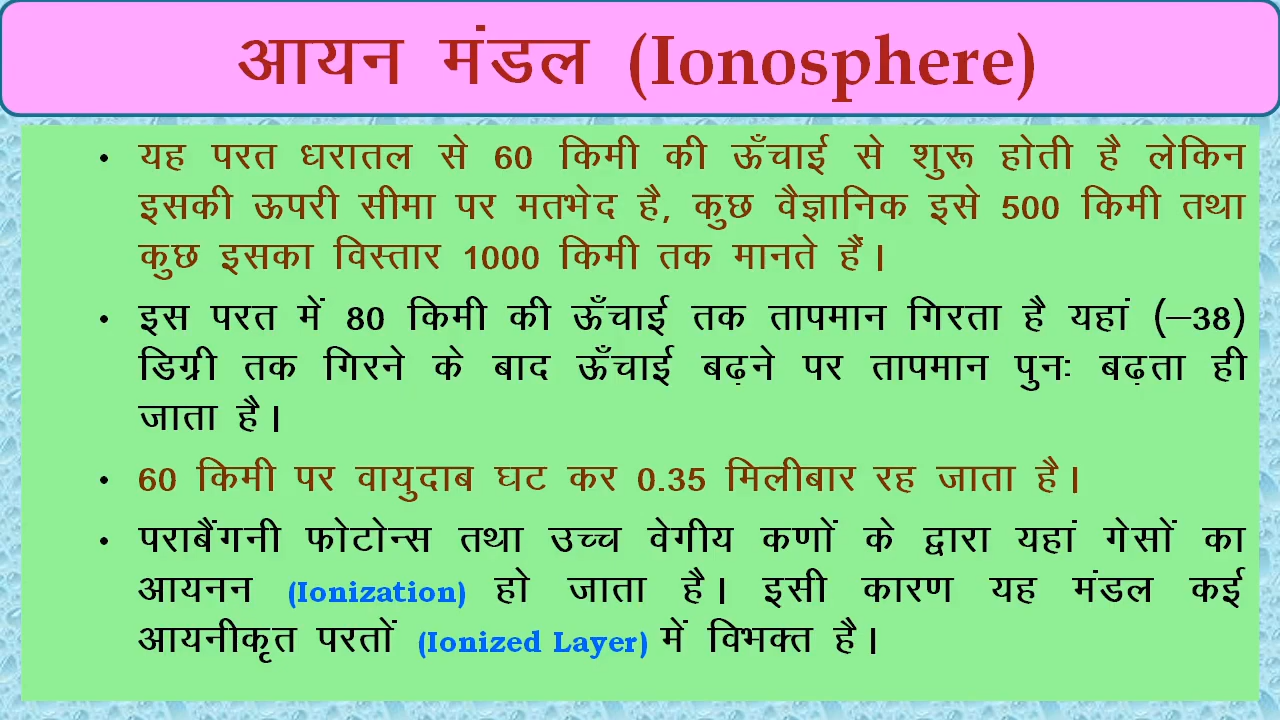 आयन मंडल (Ionosphere)
• यह परत धरातल से 60 किमी की ऊँचाई से शुरू होती है लेकिन
इसकी ऊपरी सीमा पर मतभेद है, कुछ वैज्ञानिक इसे 500 किमी तथा
कुछ इसका विस्तार 1000 किमी तक मानते हैं।
• इस परत में 80 किमी की ऊँचाई तक तापमान गिरता है यहां (–38)
डिग्री तक गिरने के बाद ऊँचाई बढ़ने पर तापमान पुनः बढ़ता ही
जाता है।
• 60 किमी पर वायुदाब घट कर 0.35 मिलीबार रह जाता है।
• पराबैंगनी फोटोन्स तथा उच्च वेगीय कणों के द्वारा यहां गेसों का
आयनन (Ionization) हो जाता है। इसी कारण यह मंडल कई
आयनीकृत परतों (Ionized Layer) में विभक्त है।